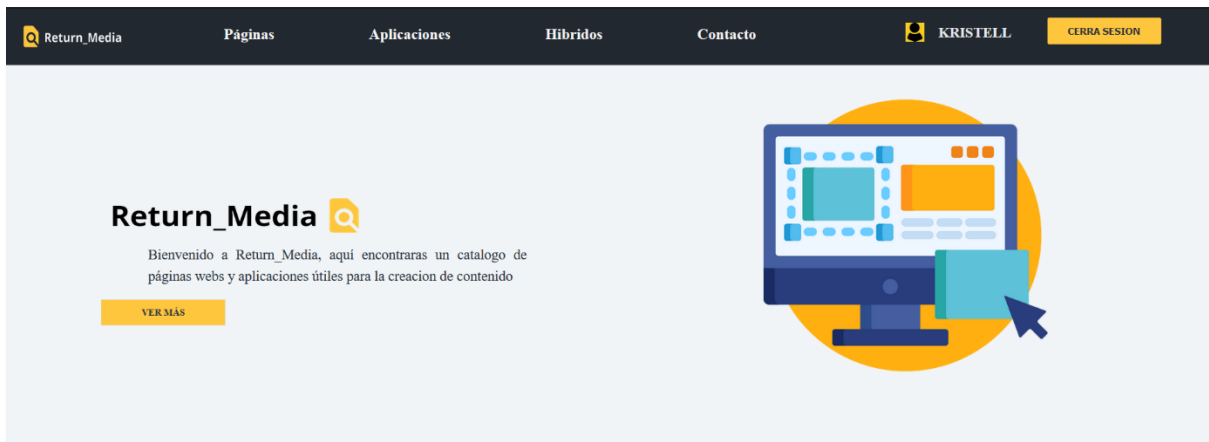 Return_Media
Páginas
Aplicaciones
Hibridos
Contacto
KRISTELL
CERRA SESION
Return_Media
Bienvenido a Return_Media, aquí encontraras un catalogo de
páginas webs y aplicaciones útiles para la creacion de contenido
VER MÁS